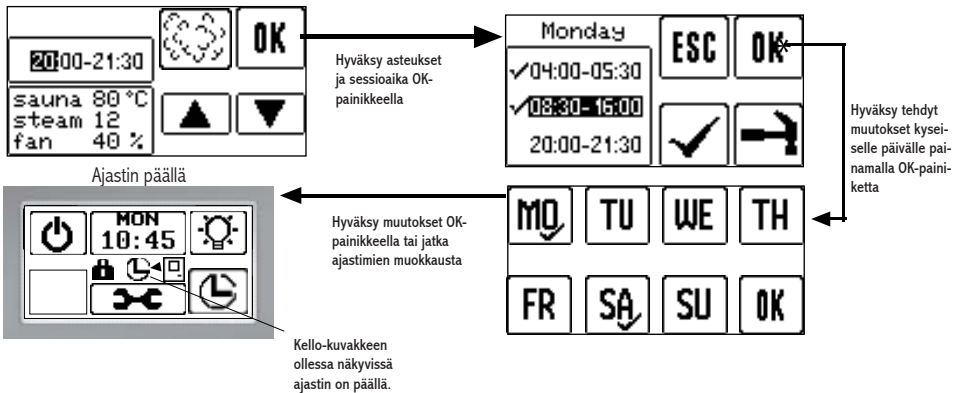 20:00-21:30
OK
sauna 80 °C
steam 12
fan 40 %
Hyväksy asteukset
ja sessioaika OK-
painikkeella
Monday
ESC
OK*
✓04:00-05:30
✓08:30-16:00
20:00-21:30
Hyväksy tehdyt
muutokset kysei-
selle päivälle pai-
namalla OK-paini-
ketta
MO
TU
WE
TH
FR
SA
SU
OK
Hyväksy muutokset OK-
painikkeella tai jatka
ajastimien muokkausta
Ajastin päällä
MON
10:45
Kello-kuvakkeen
ollessa näkyvissä
ajastin on päällä.